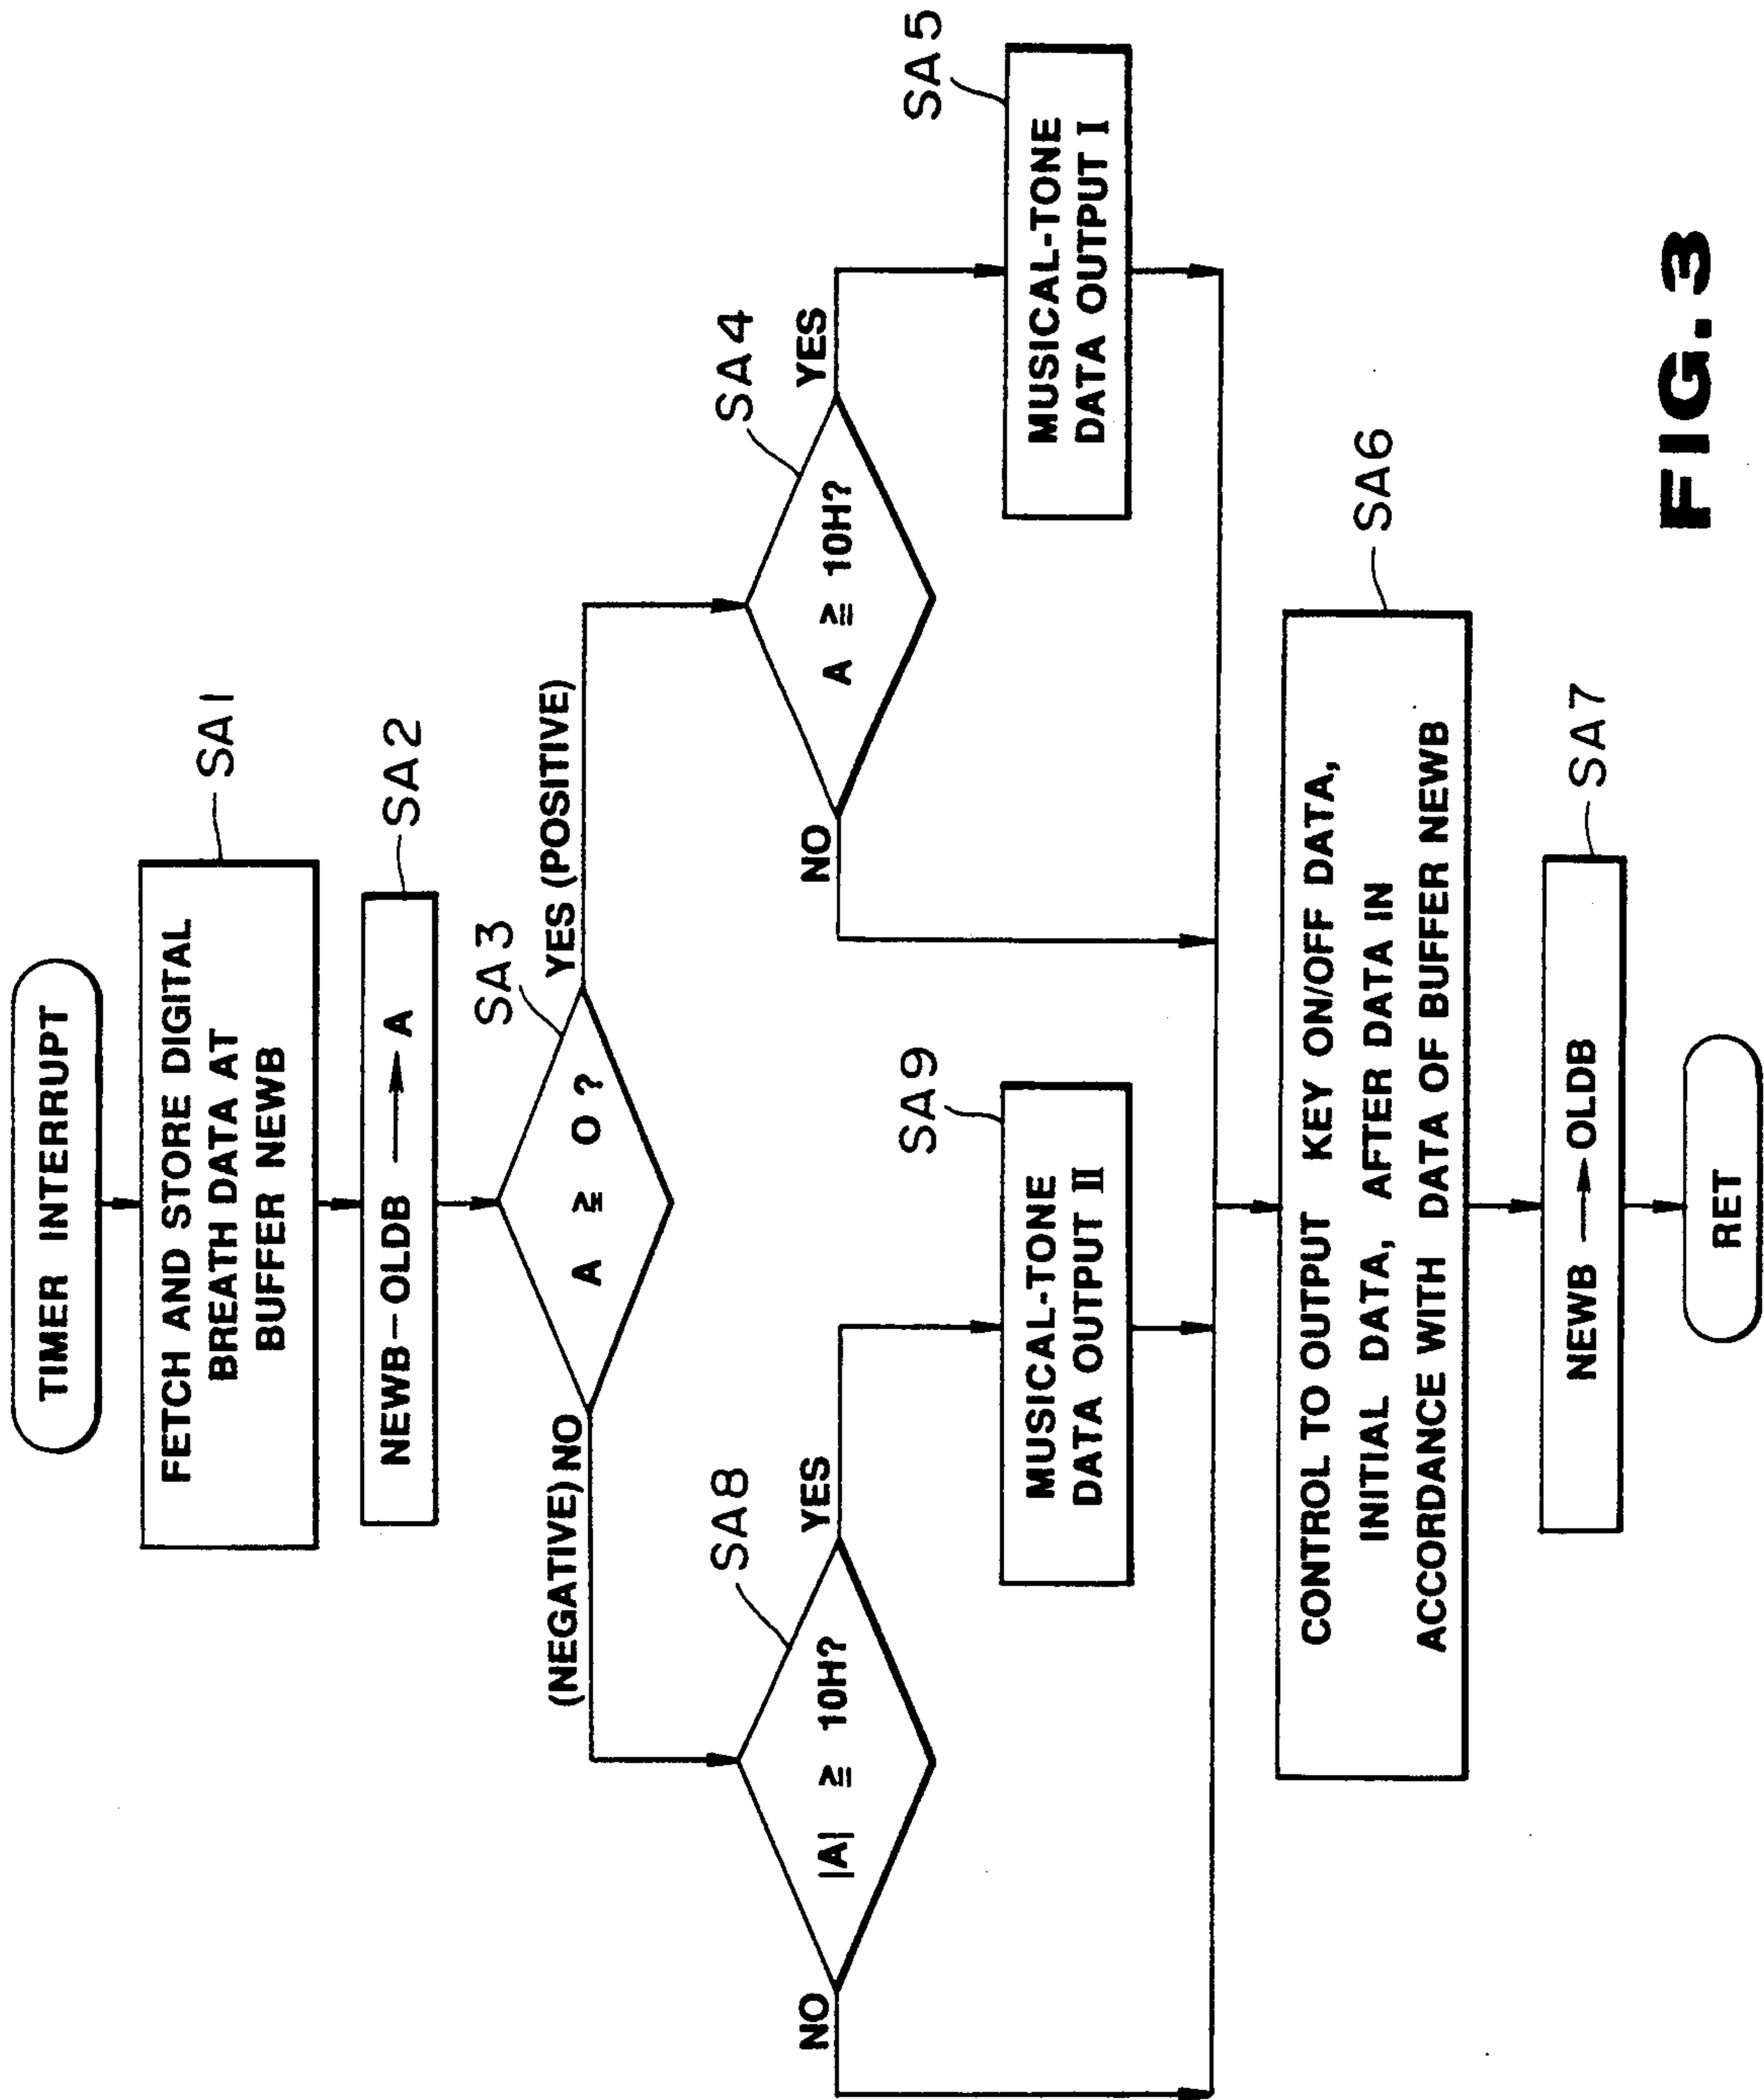 TIMER INTERRUPT
FETCH AND STORE DIGITAL
BREATH DATA AT
BUFFER NEWB
SA1
NEWB-OLDB → A
SA2
A ≧ 0?
SA3
(NEGATIVE) NO
YES (POSITIVE)
|A| ≧ 10H?
SA8
YES
NO
A ≧ 10H?
SA4
YES
NO
MUSICAL-TONE
DATA OUTPUT II
SA9
MUSICAL-TONE
DATA OUTPUT I
SA5
CONTROL TO OUTPUT KEY ON/OFF DATA,
INITIAL DATA, AFTER DATA IN
ACCORDANCE WITH DATA OF BUFFER NEWB
SA6
NEWB → OLDB
SA7
RET
FIG.3